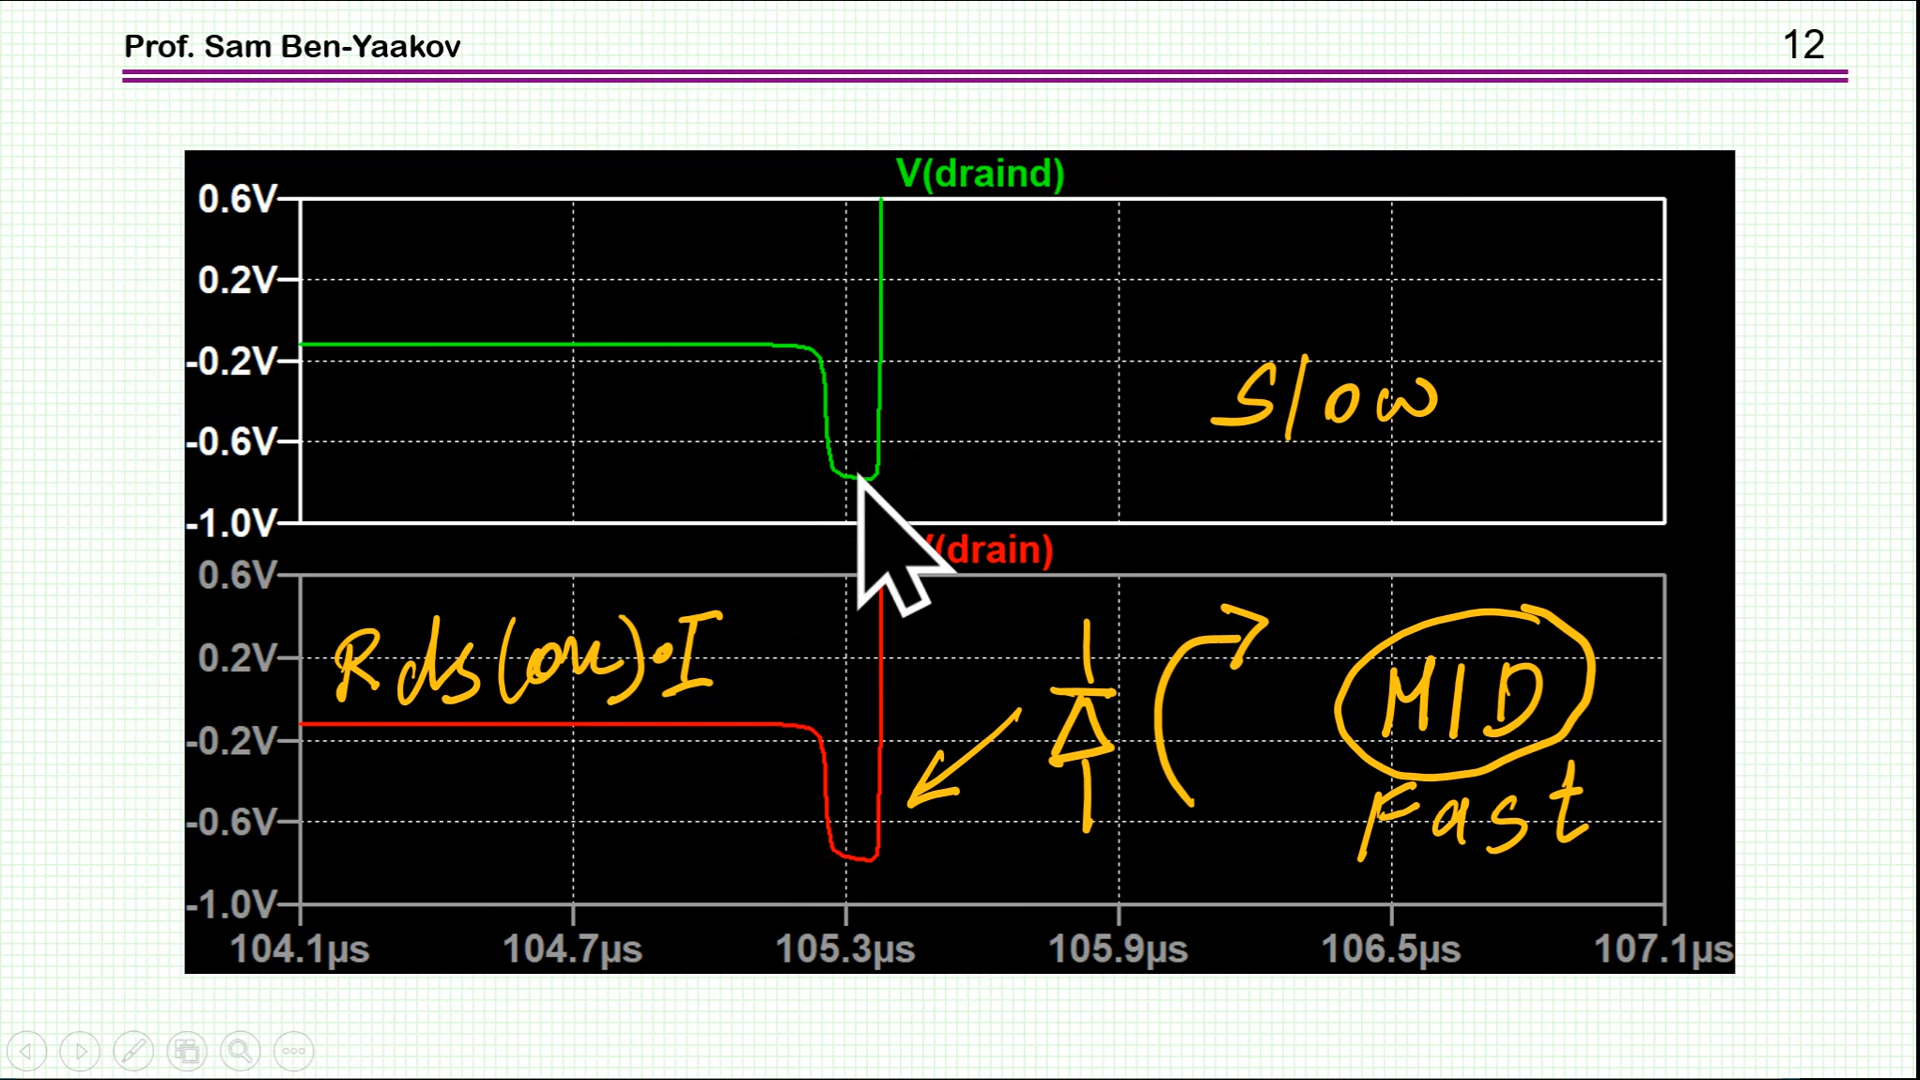 Prof. Sam Ben-Yaakov
12
V(draind)
0.6V
0.2V
-0.2V
-0.6V
-1.0V
Slow
(drain)
0.6V
0.2V
-0.2V
-0.6V
-1.0V
Rds(on)·I
MID
Fast
104.1µs 104.7µs 105.3µs 105.9µs 106.5µs 107.1µs